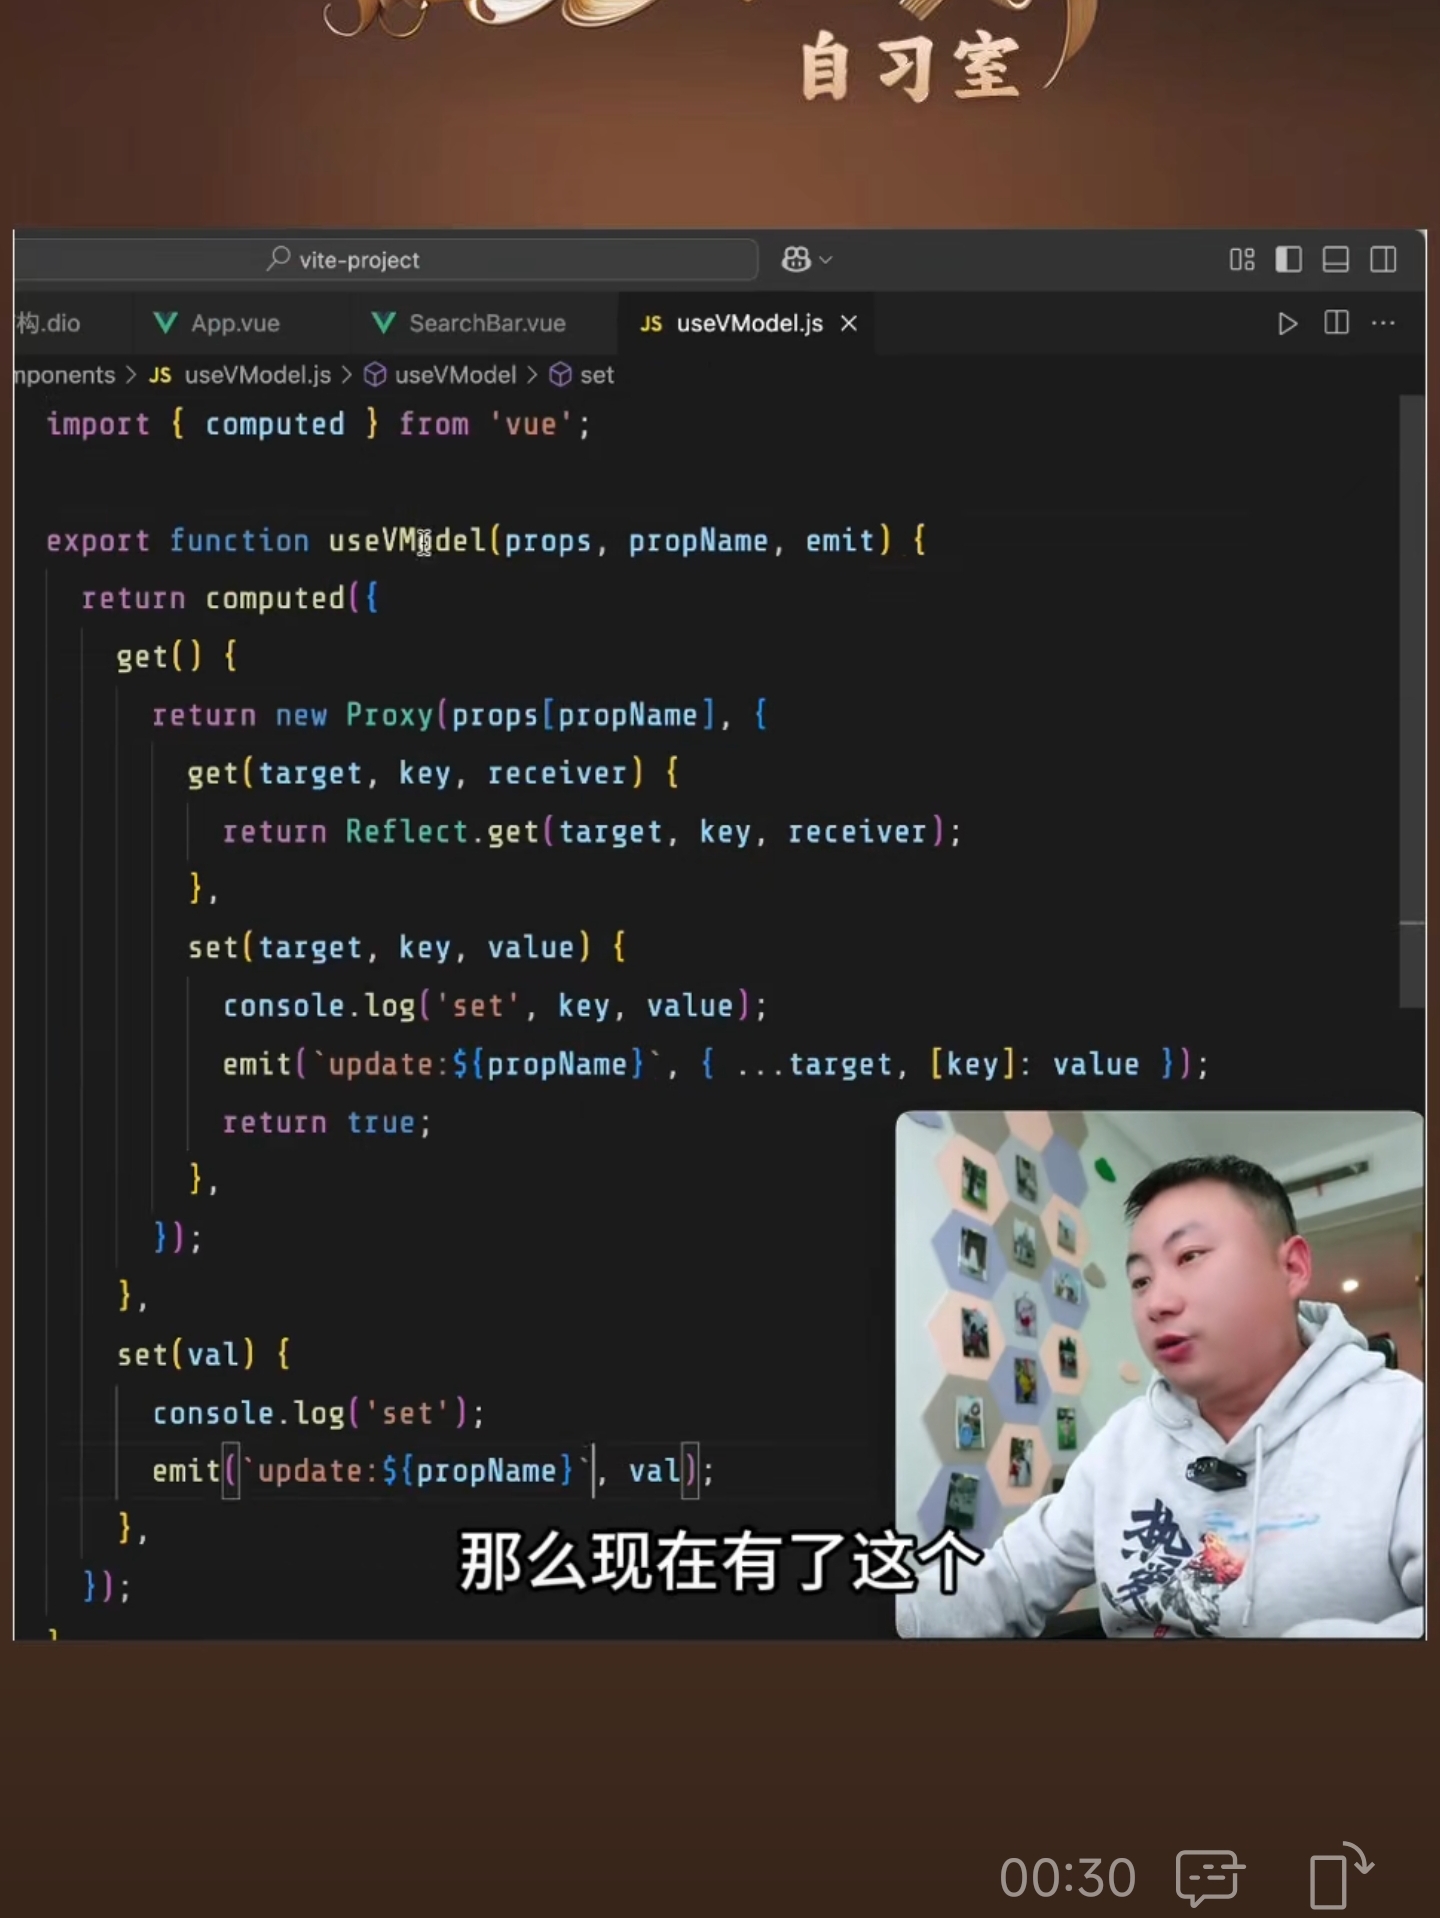 自习室
vite-project
构.dio
App.vue
SearchBar.vue
JS useVModel.js
mponents > JS useVModel.js > useVModel > set
import { computed } from 'vue';
export function useVModel(props, propName, emit) {
return computed({
get() {
return new Proxy(props[propName], {
get(target, key, receiver) {
return Reflect.get(target, key, receiver);
},
set(target, key, value) {
console.log('set', key, value);
emit(`update:${propName}`, { ...target, [key]: value });
return true;
},
});
},
set(val) {
console.log('set');
emit(`update:${propName}`, val);
},
});
那么现在有了这个
00:30